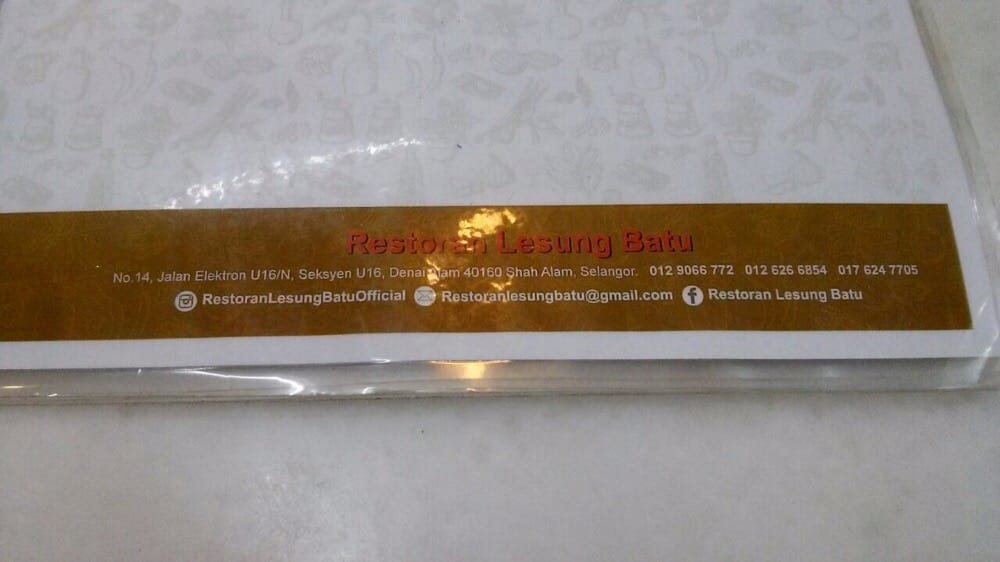 Restoran Lesung Batu
No.14, Jalan Elektron U16/N, Seksyen U16, Denai Alam 40160 Shah Alam, Selangor. 012 9066 772 012 626 6854 017 624 7705
RestoranLesungBatuOfficial Restoranlesungbatu@gmail.com Restoran Lesung Batu